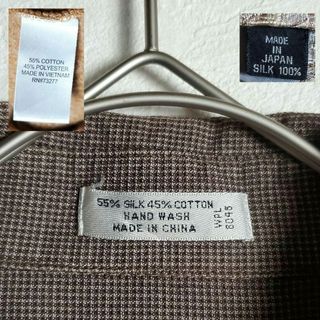 55% COTTON
45% POLYESTER
MADE IN VIETNAM
RN#73277
MADE
IN
JAPAN
SILK 100%
55% SILK 45% COTTON
HAND WASH
MADE IN CHINA
WPL
8095